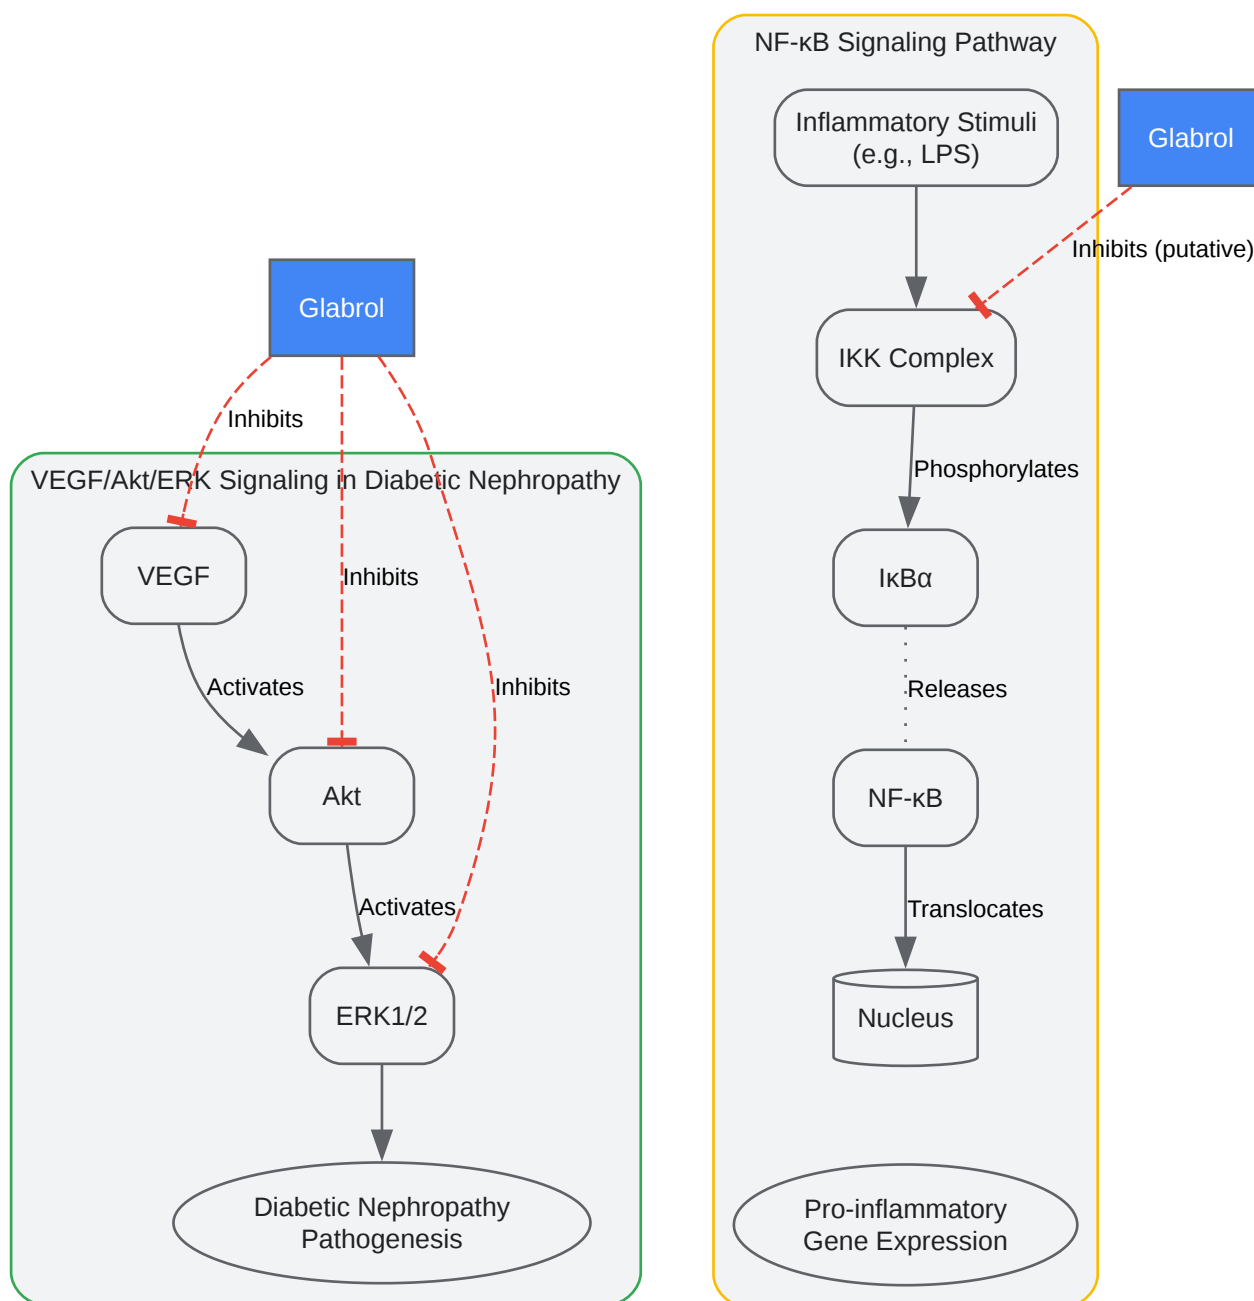 Glabrol
Inhibits
VEGF/Akt/ERK Signaling in Diabetic Nephropathy
VEGF
Inhibits
Activates
Inhibits
Akt
Activates
ERK1/2
Diabetic Nephropathy
Pathogenesis
NF-κB Signaling Pathway
Inflammatory Stimuli
(e.g., LPS)
Glabrol
Inhibits (putative)
IKK Complex
Phosphorylates
IκBα
Releases
NF-κB
Translocates
Nucleus
Pro-inflammatory
Gene Expression